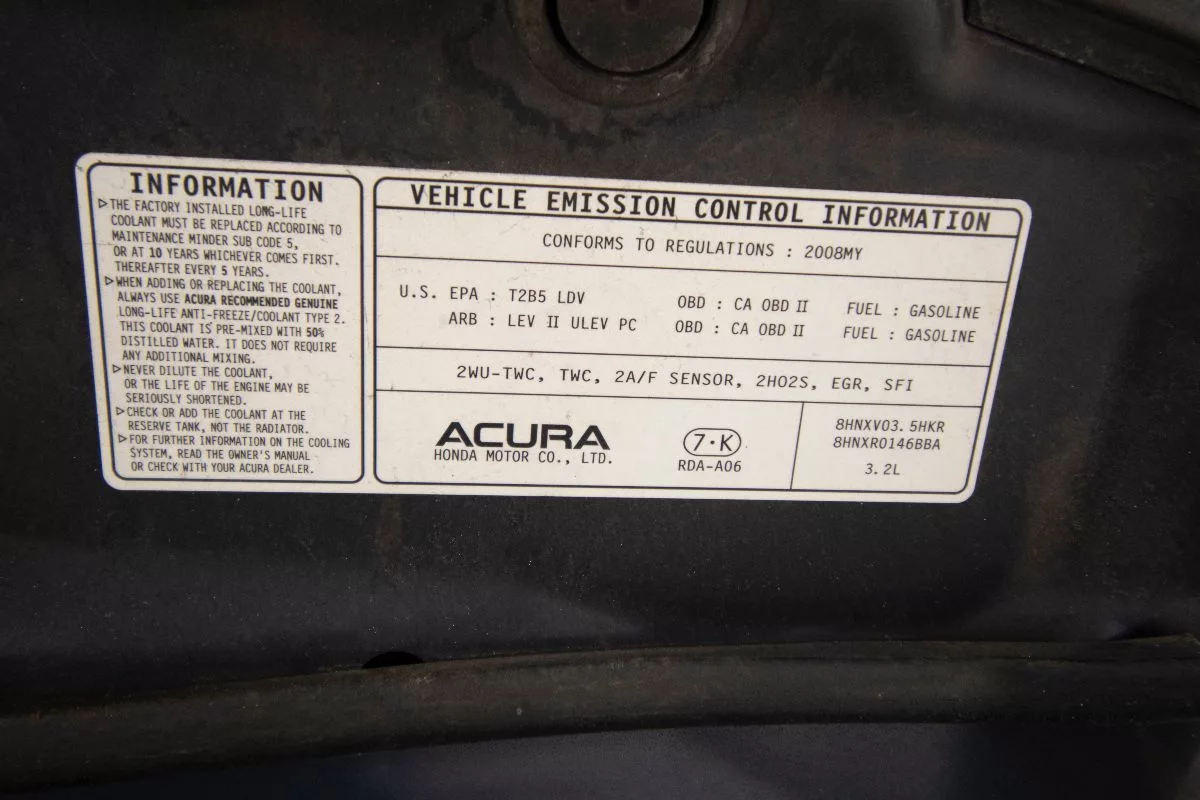 INFORMATION
▷THE FACTORY INSTALLED LONG-LIFE
COOLANT MUST BE REPLACED ACCORDING TO
MAINTENANCE MINDER SUB CODE 5,
OR AT 10 YEARS WHICHEVER COMES FIRST.
THEREAFTER EVERY 5 YEARS.
▷WHEN ADDING OR REPLACING THE COOLANT,
ALWAYS USE ACURA RECOMMENDED GENUINE
LONG-LIFE ANTI-FREEZE/COOLANT TYPE 2.
THIS COOLANT IS PRE-MIXED WITH 50%
DISTILLED WATER. IT DOES NOT REQUIRE
ANY ADDITIONAL MIXING.
▷NEVER DILUTE THE COOLANT,
OR THE LIFE OF THE ENGINE MAY BE
SERIOUSLY SHORTENED.
▷CHECK OR ADD THE COOLANT AT THE
RESERVE TANK, NOT THE RADIATOR.
▷FOR FURTHER INFORMATION ON THE COOLING
SYSTEM, READ THE OWNER'S MANUAL
OR CHECK WITH YOUR ACURA DEALER.
VEHICLE EMISSION CONTROL INFORMATION
CONFORMS TO REGULATIONS : 2008MY
U.S. EPA : T2B5 LDV OBD : CA OBD II FUEL : GASOLINE
ARB : LEV II ULEV PC OBD : CA OBD II FUEL : GASOLINE
2WU-TWC, TWC, 2A/F SENSOR, 2HO2S, EGR, SFI
ACURA
HONDA MOTOR CO., LTD.
7·K
RDA-A06
8HNXV03.5HKR
8HNXR0146BBA
3.2L